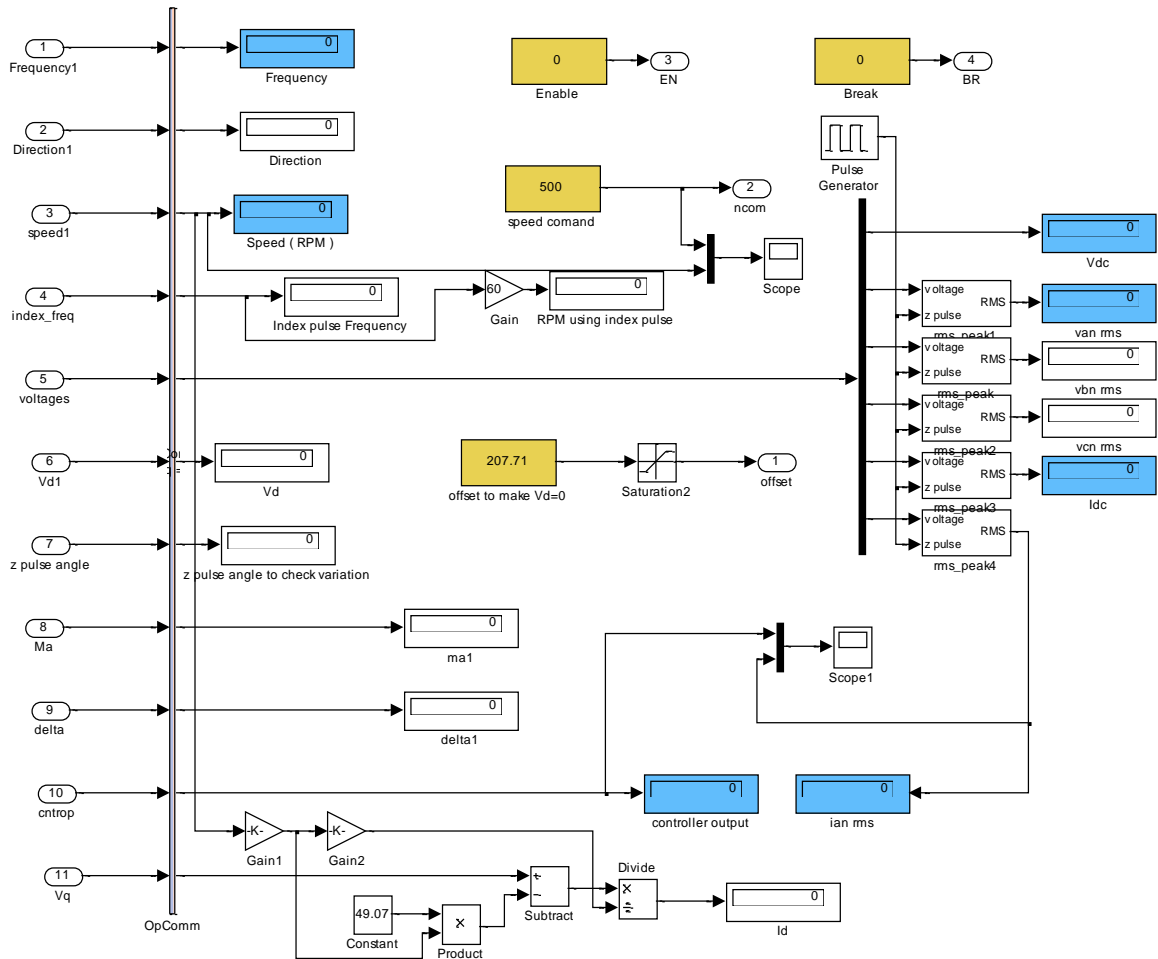 1
Frequency1
0
Frequency
0
Enable
3
EN
0
Break
4
BR
2
Direction1
0
Direction
Pulse
Generator
3
speed1
0
Speed ( RPM )
500
speed comand
2
ncom
Scope
0
Vdc
4
index_freq
0
Index pulse Frequency
60
Gain
0
RPM using index pulse
voltage
z pulse
RMS
rms_peak1
0
van rms
voltage
z pulse
RMS
rms_peak
0
vbn rms
5
voltages
voltage
z pulse
RMS
rms_peak2
0
vcn rms
6
Vd1
0
Vd
207.71
offset to make Vd=0
Saturation2
1
offset
voltage
z pulse
RMS
rms_peak3
0
Idc
voltage
z pulse
RMS
rms_peak4
7
z pulse angle
0
z pulse angle to check variation
8
Ma
0
ma1
Scope1
9
delta
0
delta1
10
cntrop
0
controller output
0
ian rms
-K-
Gain1
-K-
Gain2
11
Vq
OpComm
49.07
Constant
x
Product
+
−
Subtract
Divide
x
÷
0
Id